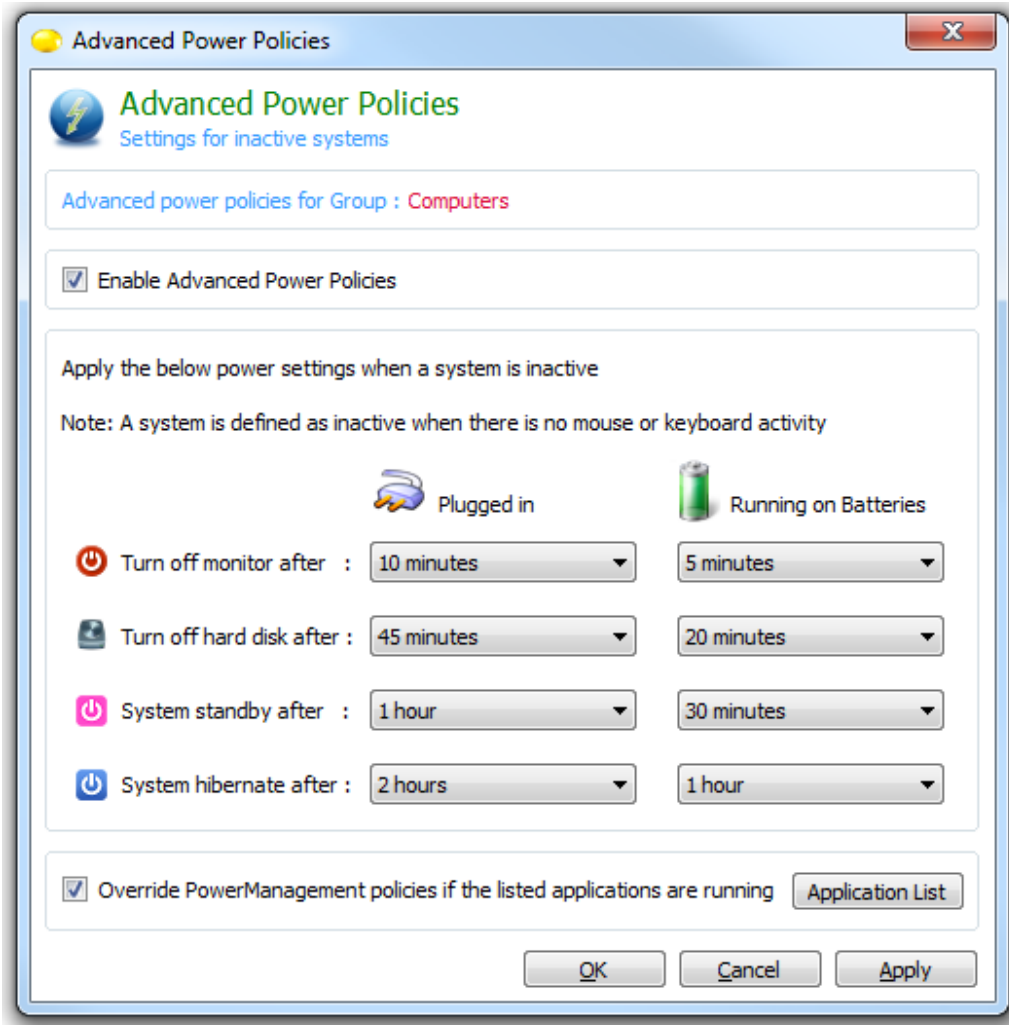 Advanced Power Policies
Advanced Power Policies
Settings for inactive systems
Advanced power policies for Group : Computers
Enable Advanced Power Policies
Apply the below power settings when a system is inactive
Note: A system is defined as inactive when there is no mouse or keyboard activity
Plugged in Running on Batteries
Turn off monitor after : 10 minutes 5 minutes
Turn off hard disk after : 45 minutes 20 minutes
System standby after : 1 hour 30 minutes
System hibernate after : 2 hours 1 hour
Override PowerManagement policies if the listed applications are running Application List
OK Cancel Apply